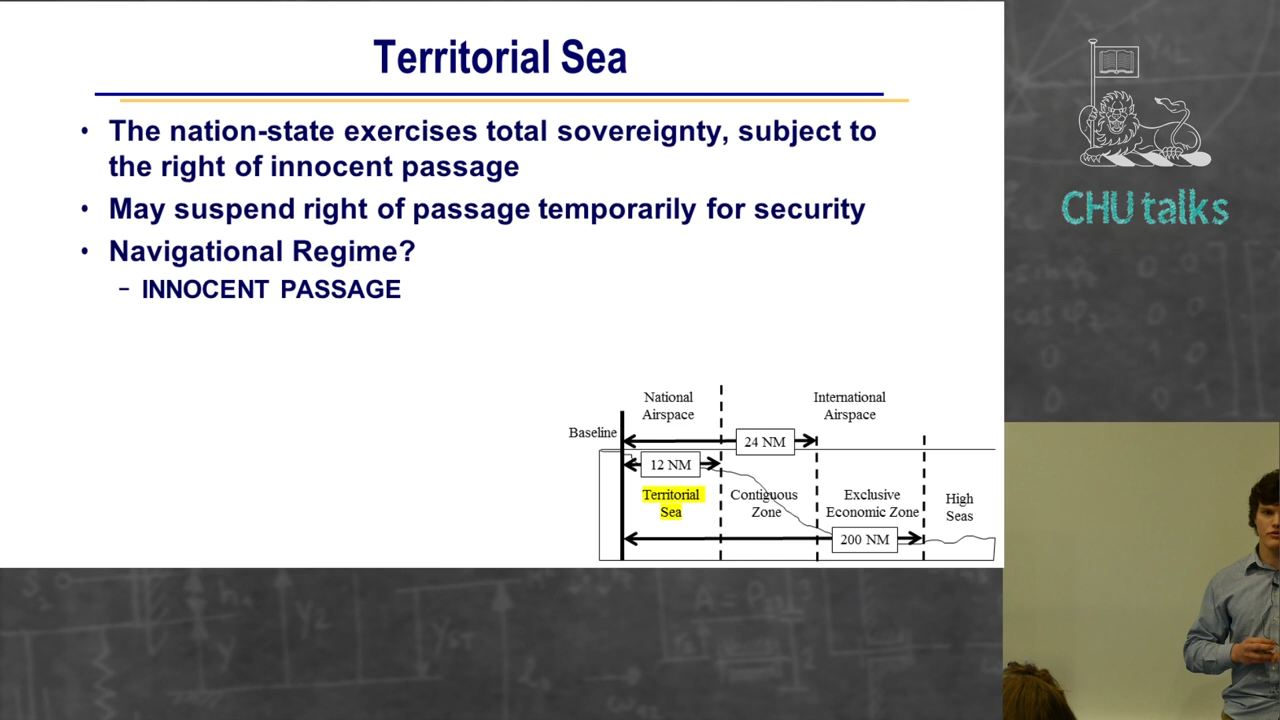 Territorial Sea
• The nation-state exercises total sovereignty, subject to
the right of innocent passage
• May suspend right of passage temporarily for security
• Navigational Regime?
– INNOCENT PASSAGE
National
Airspace
International
Airspace
Baseline
24 NM
12 NM
Territorial
Sea
Contiguous
Zone
Exclusive
Economic Zone
High
Seas
200 NM
CHU talks